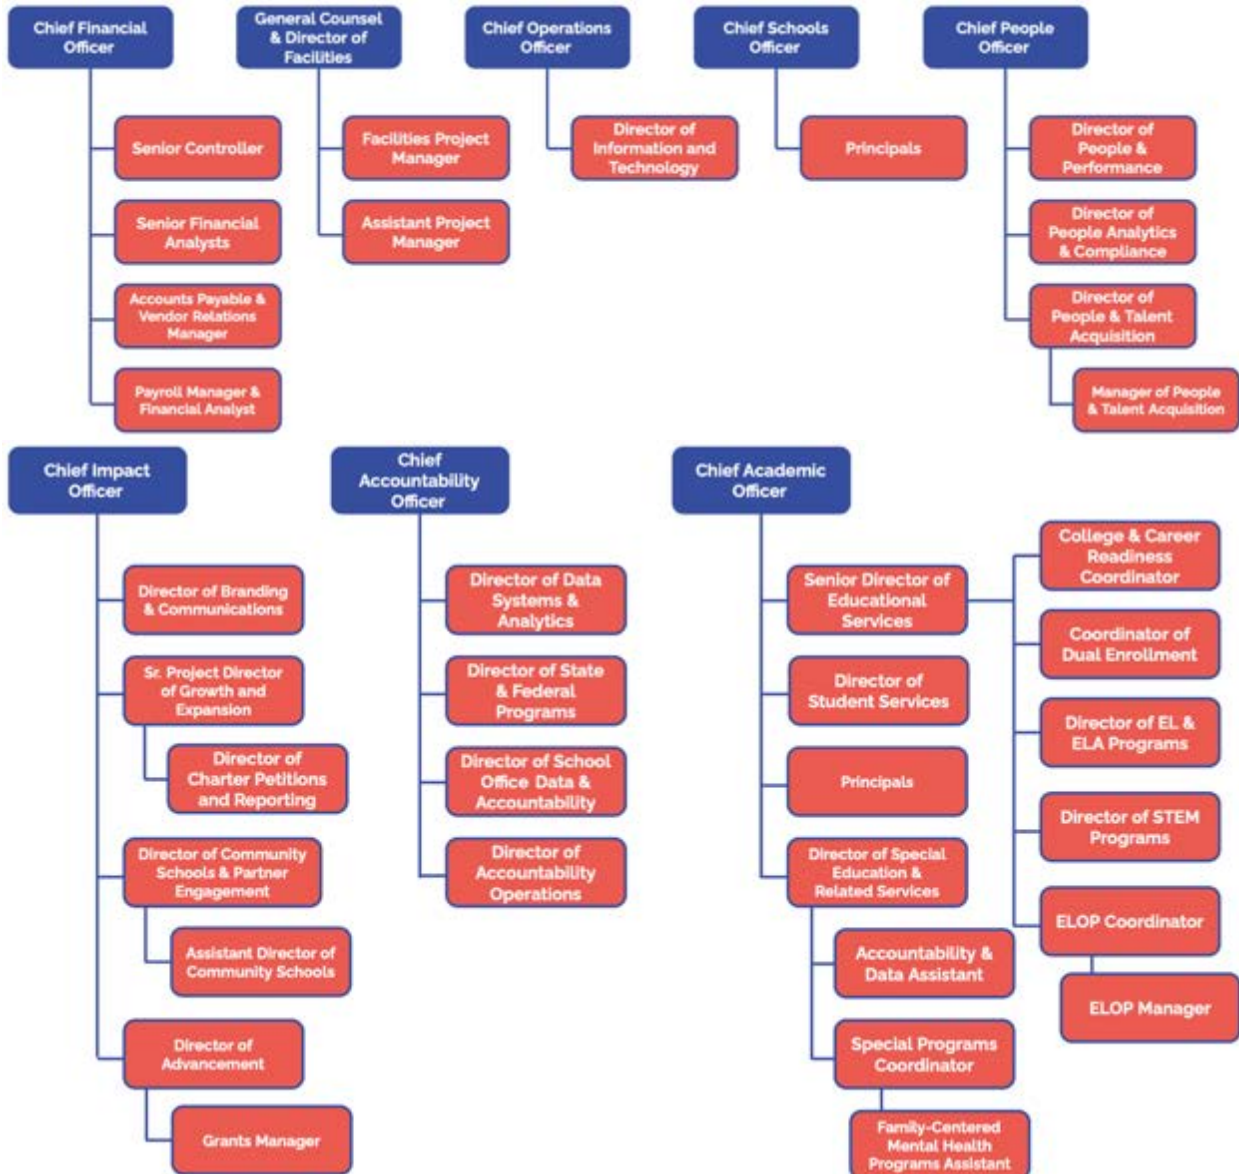 Chief Financial
Officer
Senior Controller
Senior Financial
Analysts
Accounts Payable &
Vendor Relations
Manager
Payroll Manager &
Financial Analyst
General Counsel
& Director of
Facilities
Facilities Project
Manager
Assistant Project
Manager
Chief Operations
Officer
Director of
Information and
Technology
Chief Schools
Officer
Principals
Chief People
Officer
Director of
People &
Performance
Director of
People Analytics
& Compliance
Director of
People & Talent
Acquisition
Manager of People
& Talent Acquisition
Chief Impact
Officer
Director of Branding
& Communications
Sr. Project Director
of Growth and
Expansion
Director of
Charter Petitions
and Reporting
Director of Community
Schools & Partner
Engagement
Assistant Director of
Community Schools
Director of
Advancement
Grants Manager
Chief
Accountability
Officer
Director of Data
Systems &
Analytics
Director of State
& Federal
Programs
Director of School
Office Data &
Accountability
Director of
Accountability
Operations
Chief Academic
Officer
Senior Director of
Educational
Services
College & Career
Readiness
Coordinator
Coordinator of
Dual Enrollment
Director of EL &
ELA Programs
Director of STEM
Programs
ELOP Coordinator
ELOP Manager
Director of
Student Services
Principals
Director of Special
Education &
Related Services
Accountability &
Data Assistant
Special Programs
Coordinator
Family-Centered
Mental Health
Programs Assistant